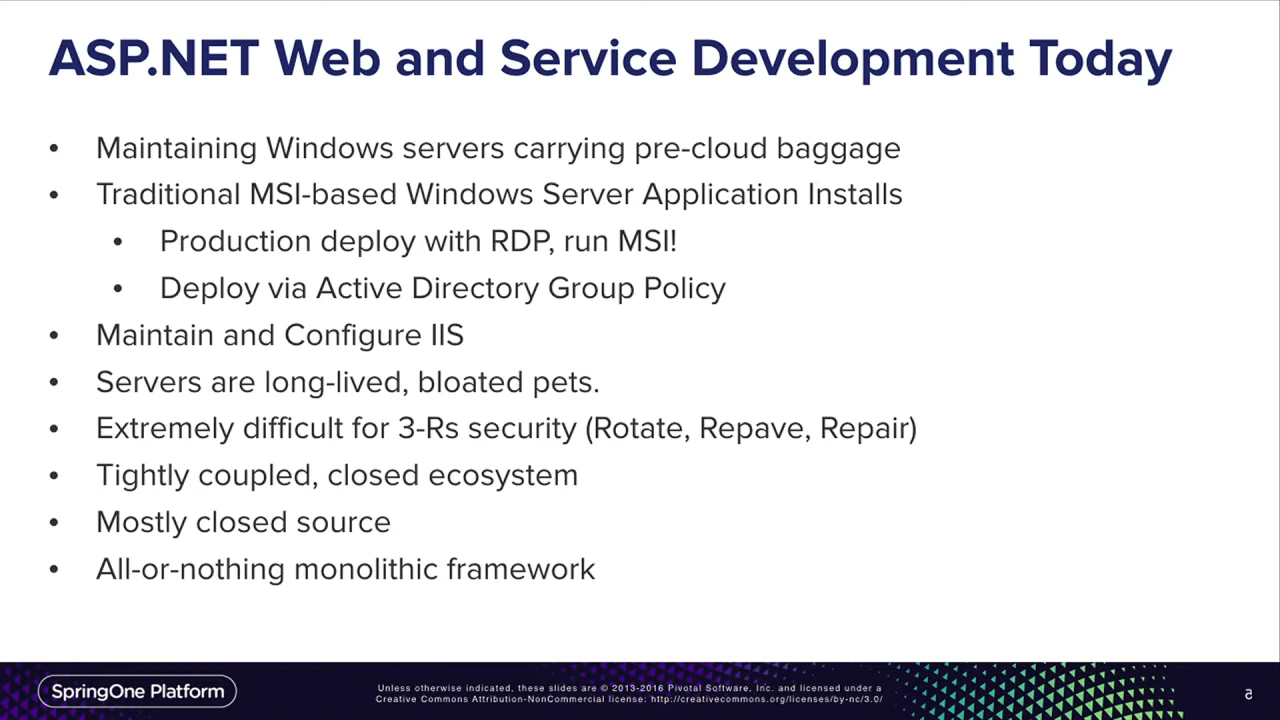 ASP.NET Web and Service Development Today
• Maintaining Windows servers carrying pre-cloud baggage
• Traditional MSI-based Windows Server Application Installs
• Production deploy with RDP, run MSI!
• Deploy via Active Directory Group Policy
• Maintain and Configure IIS
• Servers are long-lived, bloated pets.
• Extremely difficult for 3-Rs security (Rotate, Repave, Repair)
• Tightly coupled, closed ecosystem
• Mostly closed source
• All-or-nothing monolithic framework
SpringOne Platform
Unless otherwise indicated, these slides are © 2013-2016 Pivotal Software, Inc. and licensed under a
Creative Commons Attribution-NonCommercial license: http://creativecommons.org/licenses/by-nc/3.0/
5